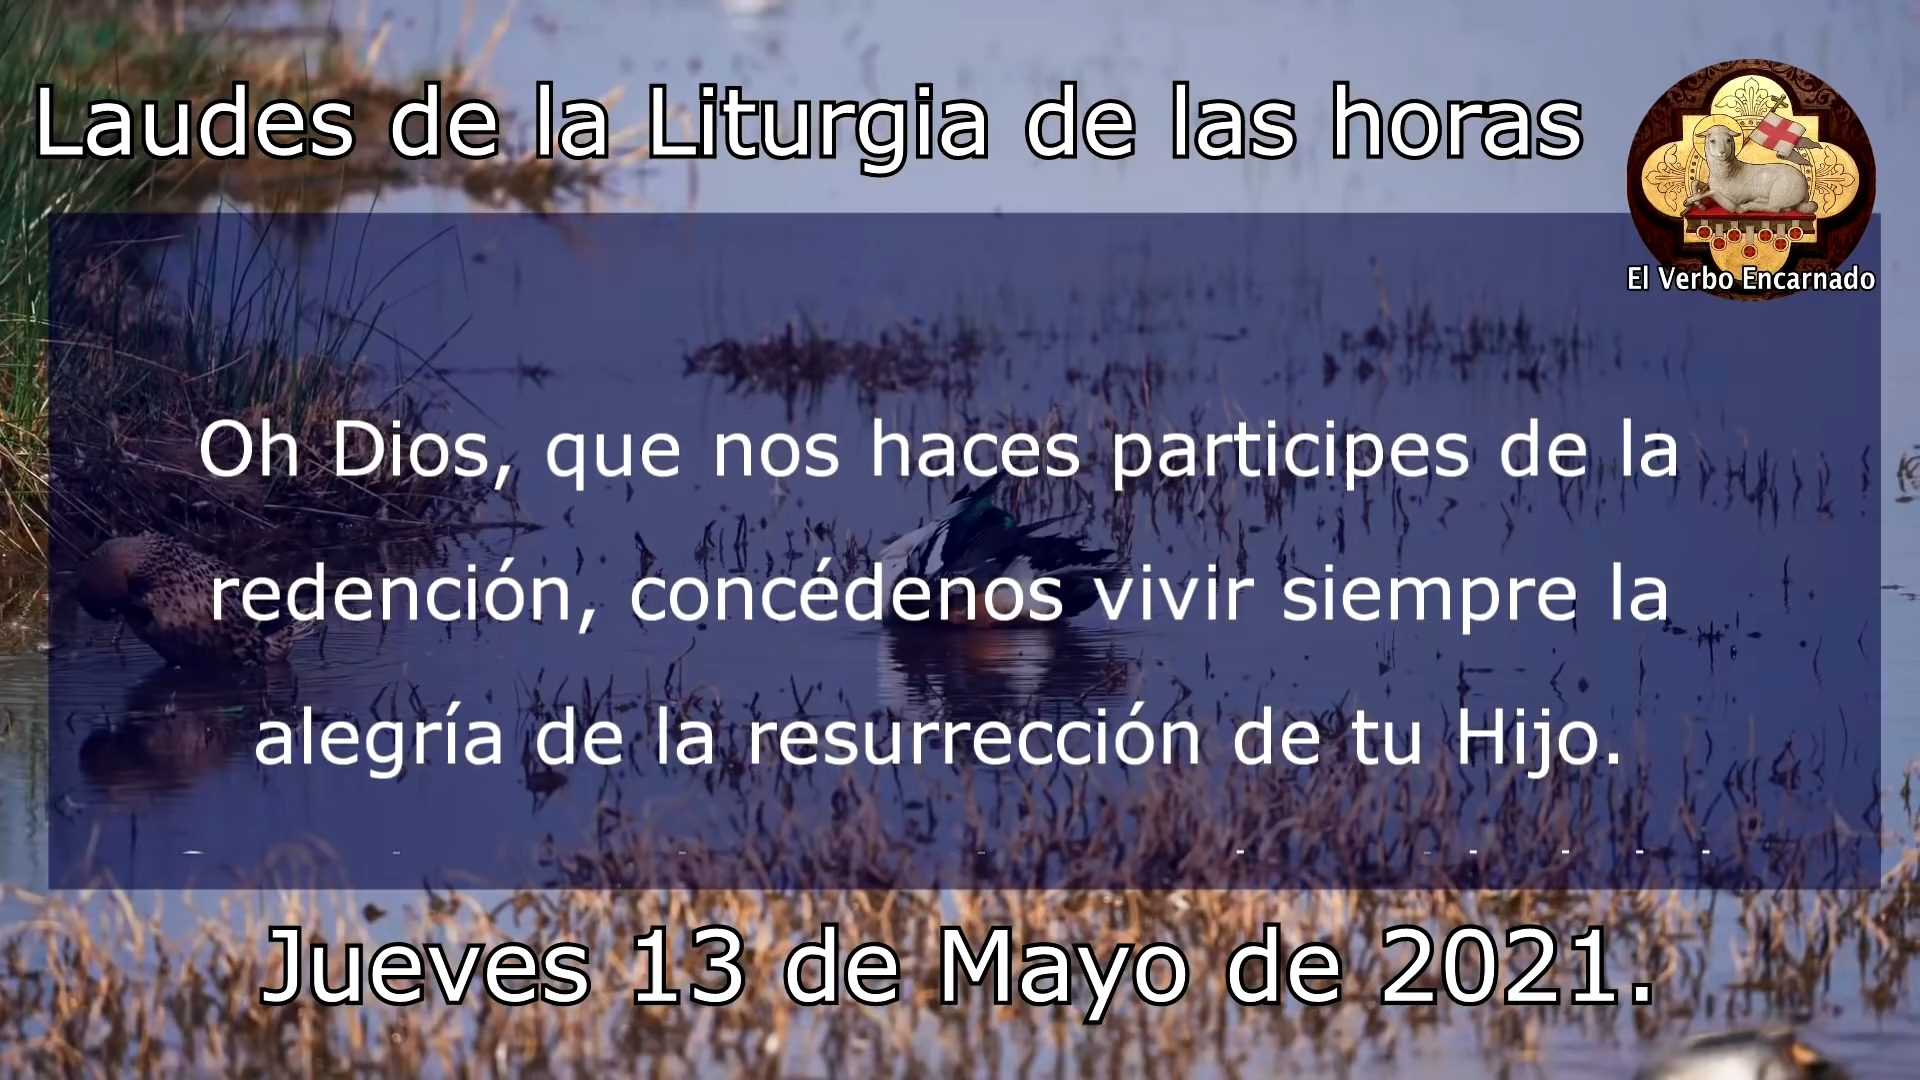 Laudes de la Liturgia de las horas
El Verbo Encarnado
Oh Dios, que nos haces participes de la
redención, concédenos vivir siempre la
alegría de la resurrección de tu Hijo.
Jueves 13 de Mayo de 2021.